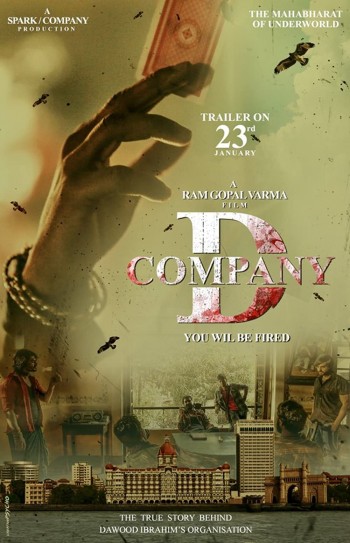 A
SPARK/COMPANY
PRODUCTION
THE MAHABHARAT
OF UNDERWORLD
TRAILER ON
23rd
JANUARY
A
RAM GOPAL VARMA
FILM
D
COMPANY
YOU WIL BE FIRED
THE TRUE STORY BEHIND
DAWOOD IBRAHIM'S ORGANISATION